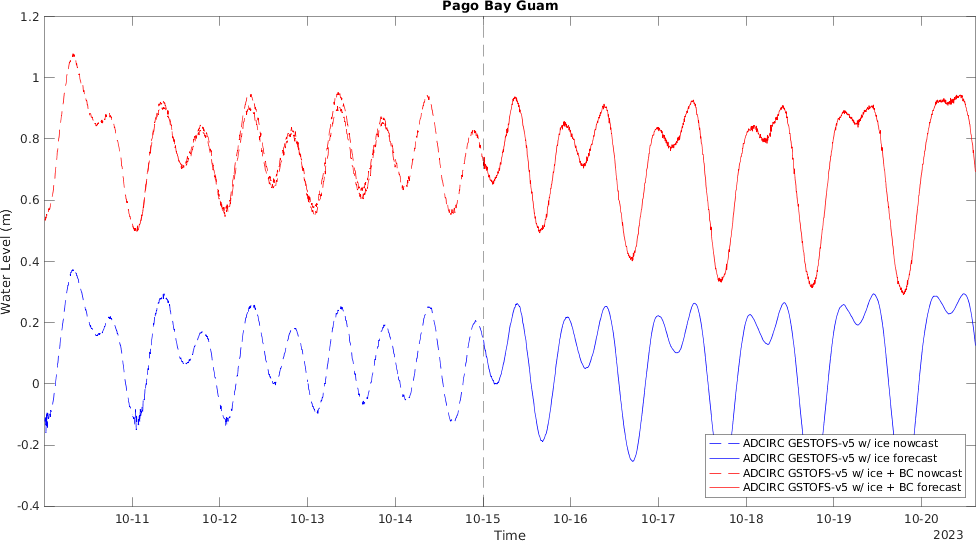 Pago Bay Guam
1.2
1
0.8
0.6
0.4
0.2
0
-0.2
-0.4
Water Level (m)
10-11 10-12 10-13 10-14 10-15 10-16 10-17 10-18 10-19 10-20
Time
2023
ADCIRC GESTOFS-v5 w/ ice nowcast
ADCIRC GESTOFS-v5 w/ ice forecast
ADCIRC GSTOFS-v5 w/ ice + BC nowcast
ADCIRC GSTOFS-v5 w/ ice + BC forecast